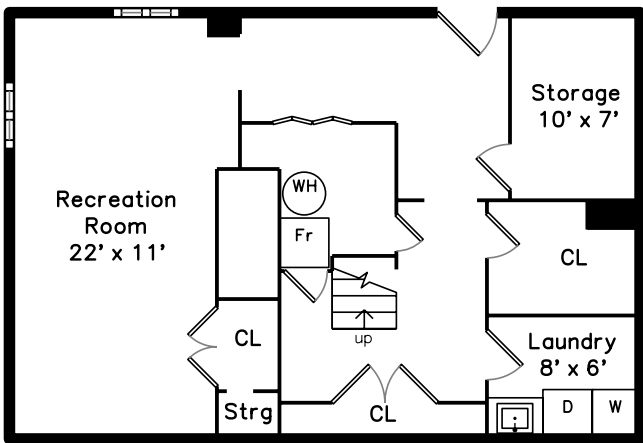 Storage
10' x 7'
WH
Recreation
Room
22' x 11'
Fr
CL
up
CL
Laundry
8' x 6'
Strg
CL
D
W